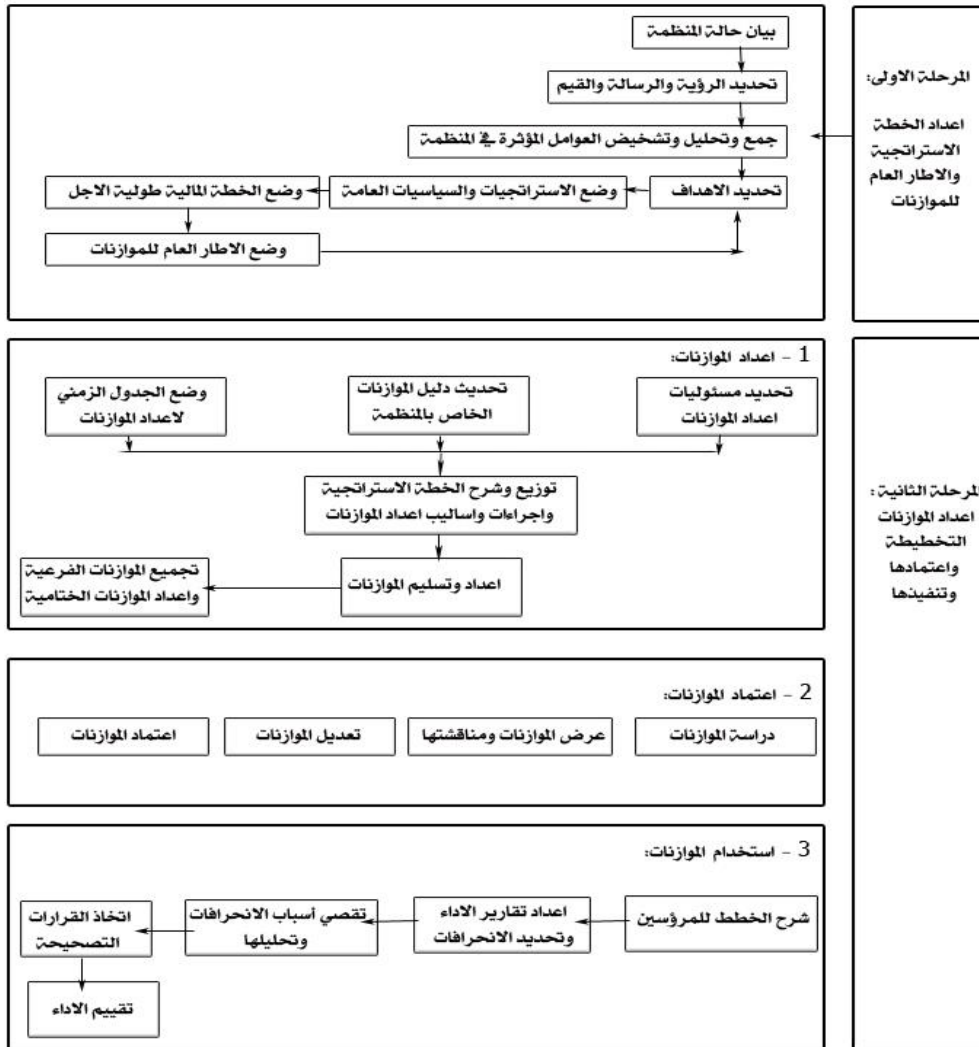 المرحلة الاولى:
اعداد الخطة
الاستراتجية
والاطار العام
للموازنات
بيان حالة المنظمة
تحديد الرؤية والرسالة والقيم
جمع وتحليل وتشخيض العوامل المؤثرة في المنظمة
تحديد الاهداف
وضع الاستراتجيات والسياسيات العامة
وضع الخطة المالية طولية الاجل
وضع الاطار العام للموازنات
المرحلة الثانية :
اعداد الموازنات
التخطيطة
واعتمادها
وتنفيذها
1 - اعداد الموازنات:
تحديد مسئوليات
اعداد الموازنات
تحديث دليل الموازنات
الخاص بالمنظمة
وضع الجدول الزمني
لاعداد الموازنات
توزيع وشرح الخطة الاستراتجية
واجراءات واساليب اعداد الموازنات
اعداد وتسليم الموازنات
تجميع الموازنات الفرعية
واعداد الموازنات الختامية
2 - اعتماد الموازنات:
دراسة الموازنات
عرض الموازنات ومناقشتها
تعديل الموازنات
اعتماد الموازنات
3 - استخدام الموازنات:
شرح الخطط للمرؤسين
اعداد تقارير الاداء
وتحديد الانحرافات
تقصي أسباب الانحرافات
وتحليلها
اتخاذ القرارات
التصحيحة
تقييم الاداء